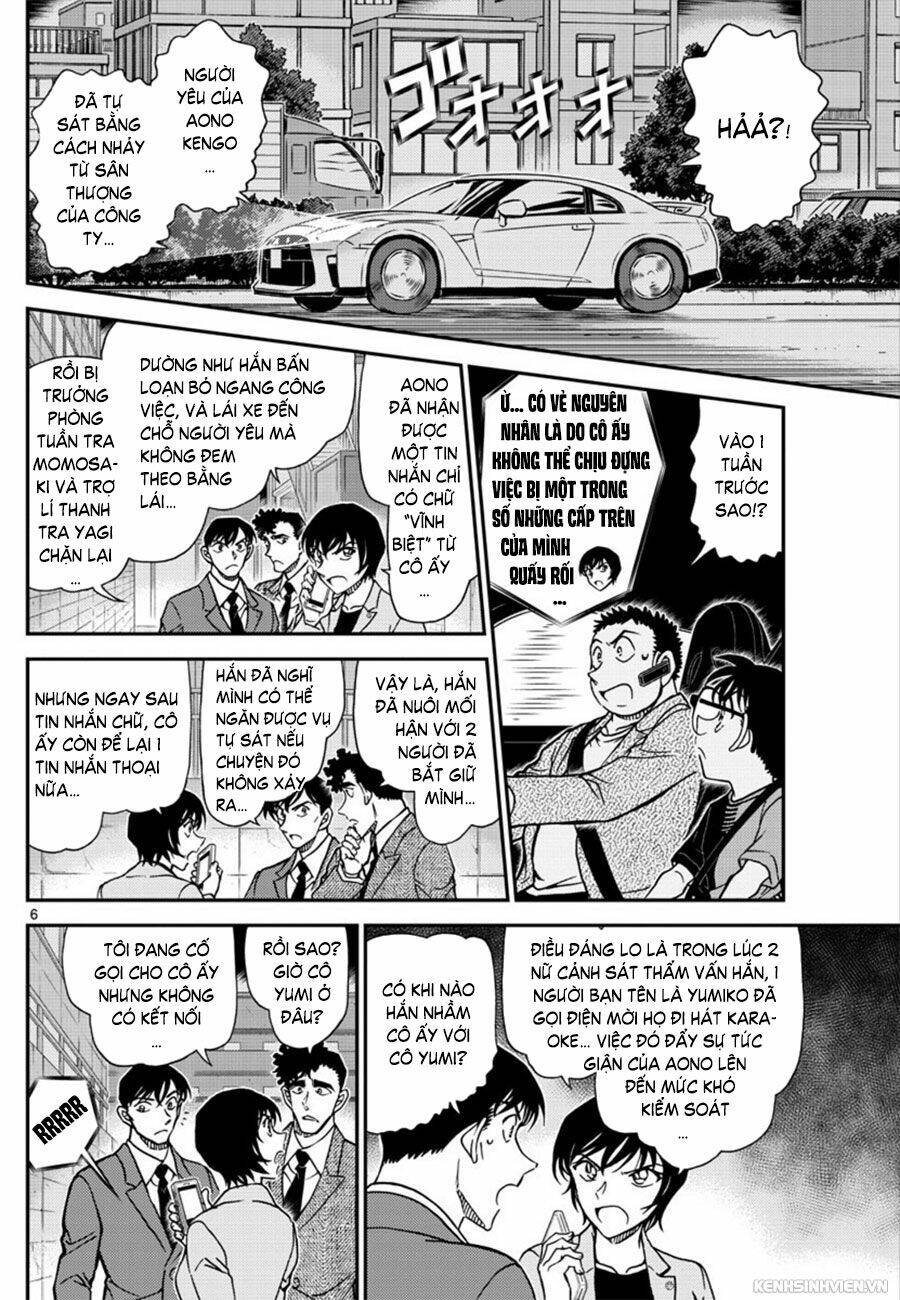 HẢẢ?!
ゴォォォ
NGƯỜI
YÊU CỦA
AONO
KENGO
...
ĐÃ TỰ
SÁT BẰNG
CÁCH NHẢY
TỪ SÂN
THƯỢNG
CỦA CÔNG
TY...
VÀO 1
TUẦN
TRƯỚC
SAO!?
Ừ... CÓ VẺ NGUYÊN
NHÂN LÀ DO CÔ ẤY
KHÔNG THỂ CHỊU ĐỰNG
VIỆC BỊ MỘT TRONG
SỐ NHỮNG CẤP TRÊN
CỦA MÌNH
QUẤY RỐI
...
AONO
ĐÃ NHẬN
ĐƯỢC
MỘT TIN
NHẮN CHỈ
CÓ CHỮ
"VĨNH
BIỆT" TỪ
CÔ ẤY
...
DƯỜNG NHƯ HẮN BẤN
LOẠN BỎ NGANG CÔNG
VIỆC, VÀ LÁI XE ĐẾN
CHỖ NGƯỜI YÊU MÀ
KHÔNG ĐEM
THEO BẰNG
LÁI...
RỒI BỊ
TRƯỞNG
PHÒNG
TUẦN TRA
MOMOSA-
KI VÀ TRỢ
LÍ THANH
TRA YAGI
CHẶN LẠI
...
VẬY LÀ, HẮN
ĐÃ NUÔI MỐI
HẬN VỚI 2
NGƯỜI ĐÃ
BẮT GIỮ
MÌNH...
HẮN ĐÃ NGHĨ
MÌNH CÓ THỂ
NGĂN ĐƯỢC VỤ
TỰ SÁT NẾU
CHUYỆN ĐÓ
KHÔNG XẢY
RA...
NHƯNG NGAY SAU
TIN NHẮN CHỮ, CÔ
ẤY CÒN ĐỂ LẠI 1
TIN NHẮN THOẠI
NỮA...
6
ĐIỀU ĐÁNG LO LÀ TRONG LÚC 2
NỮ CẢNH SÁT THẨM VẤN HẮN, 1
NGƯỜI BẠN TÊN LÀ YUMIKO ĐÃ
GỌI ĐIỆN MỜI HỌ ĐI HÁT KARA-
OKE... VIỆC ĐÓ ĐẨY SỰ TỨC
GIẬN CỦA AONO LÊN
ĐẾN MỨC KHÓ
KIỂM SOÁT
...
CÓ KHI NÀO
HẮN NHẦM
CÔ ẤY VỚI
CÔ YUMI?
RỒI SAO?
GIỜ CÔ
YUMI Ở
ĐÂU?
TÔI ĐANG CỐ
GỌI CHO CÔ ẤY
NHƯNG KHÔNG
CÓ KẾT NỐI
...
RRRRR
KENHSINHVIEN.VN